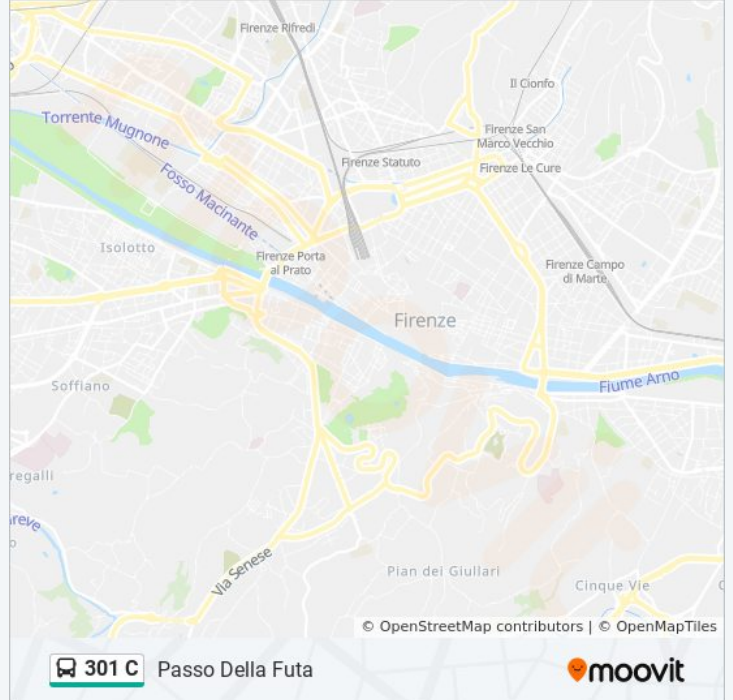 Firenze Rifredi
Il Cionfo
Torrente Mugnone
Firenze San
Marco Vecchio
Firenze Statuto
Firenze Le Cure
Fosso Macinante
Isolotto
Firenze Porta
al Prato
Firenze Campo
di Marte
Firenze
Soffiano
Fiume Arno
regalli
reve
o
Via Senese
Pian dei Giullari
Cinque Vie
C
© OpenStreetMap contributors | © OpenMapTiles
301 C Passo Della Futa
moovit